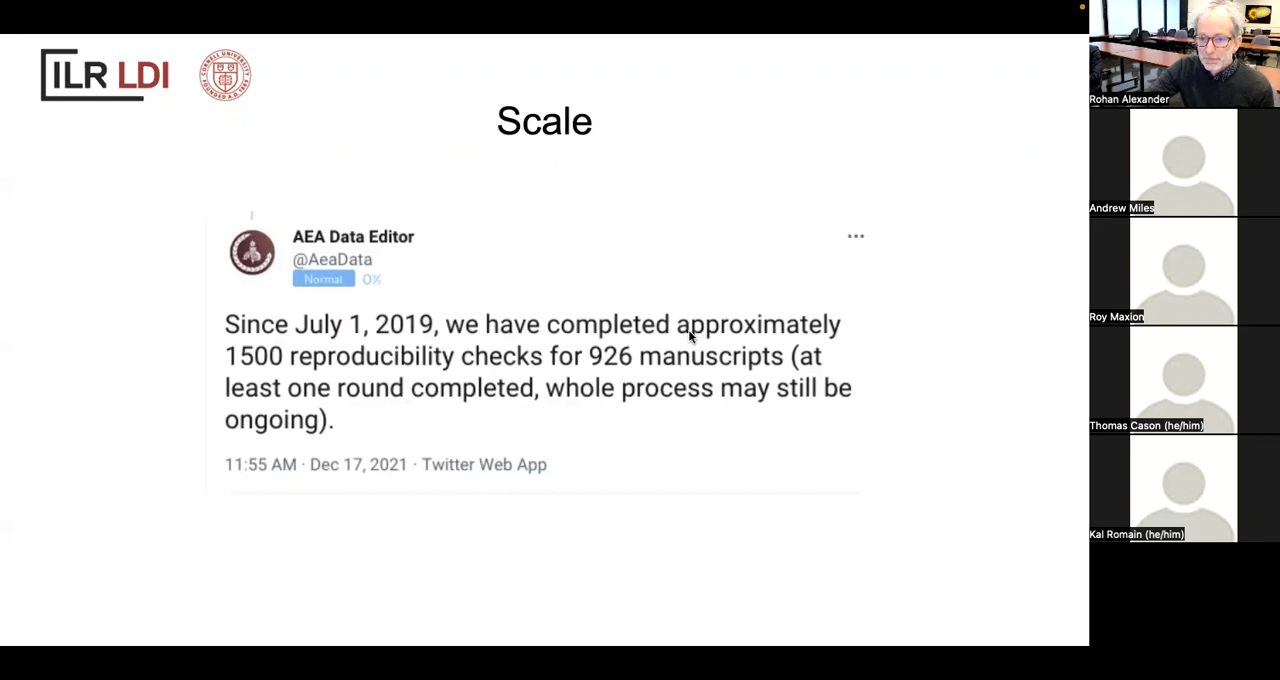 ILR LDI
Scale
AEA Data Editor
@AeaData
Normal 0%
Since July 1, 2019, we have completed approximately
1500 reproducibility checks for 926 manuscripts (at
least one round completed, whole process may still be
ongoing).
11:55 AM · Dec 17, 2021 · Twitter Web App
Rohan Alexander
Andrew Miles
Roy Maxion
Thomas Cason (he/him)
Kal Romain (he/him)